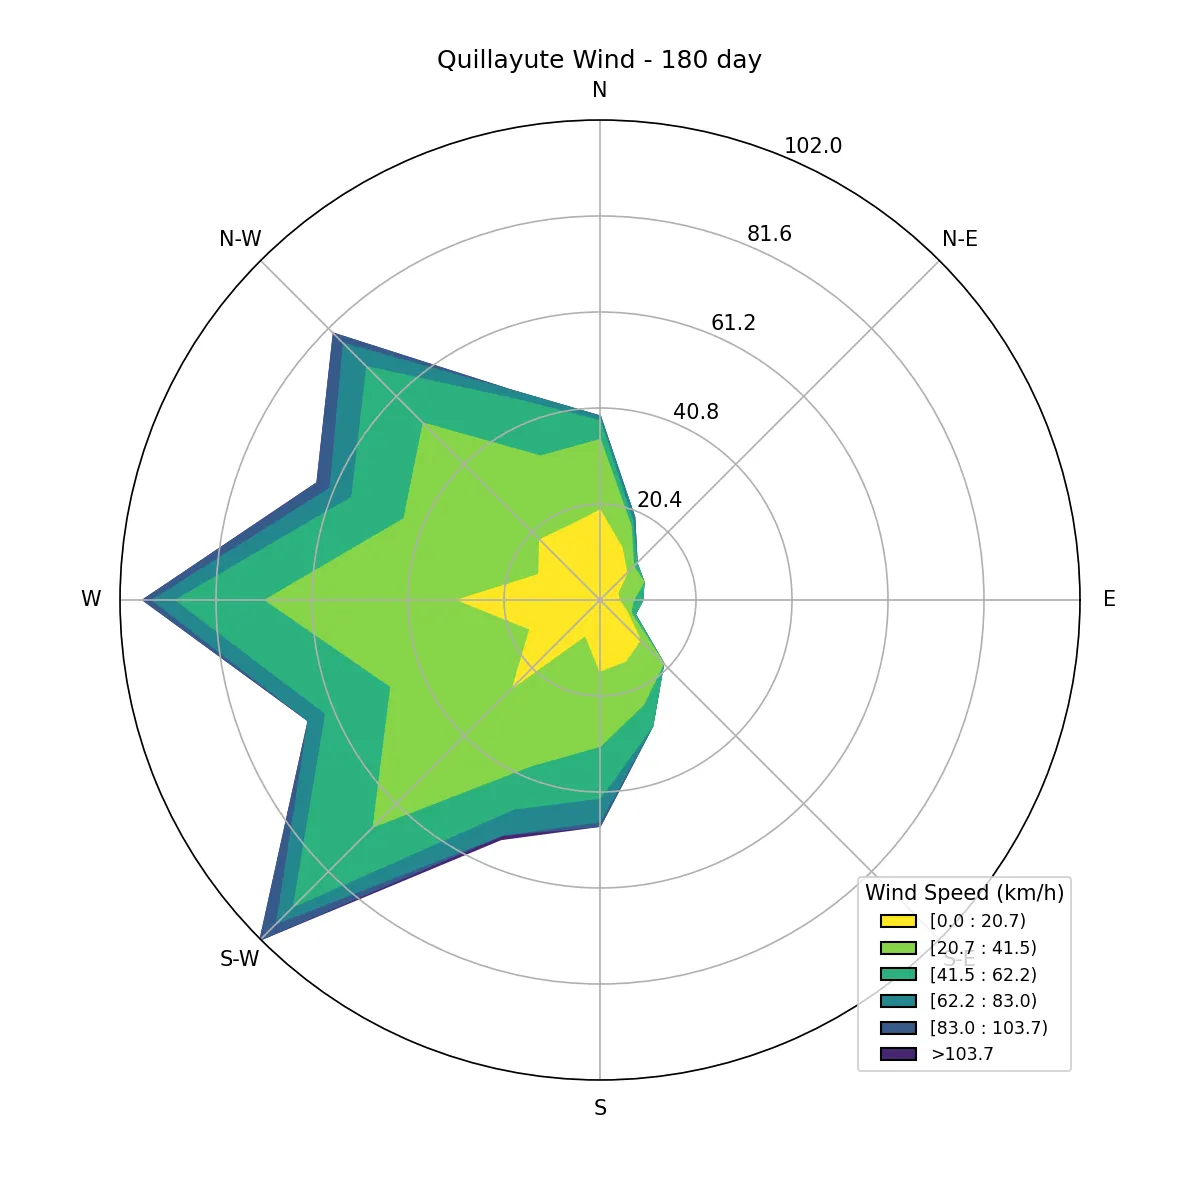 Quillayute Wind - 180 day
N
102.0
81.6
N-W
N-E
61.2
40.8
20.4
W
E
Wind Speed (km/h)
[0.0 : 20.7)
[20.7 : 41.5)
S-W
S-E
[41.5 : 62.2)
[62.2 : 83.0)
[83.0 : 103.7)
>103.7
S